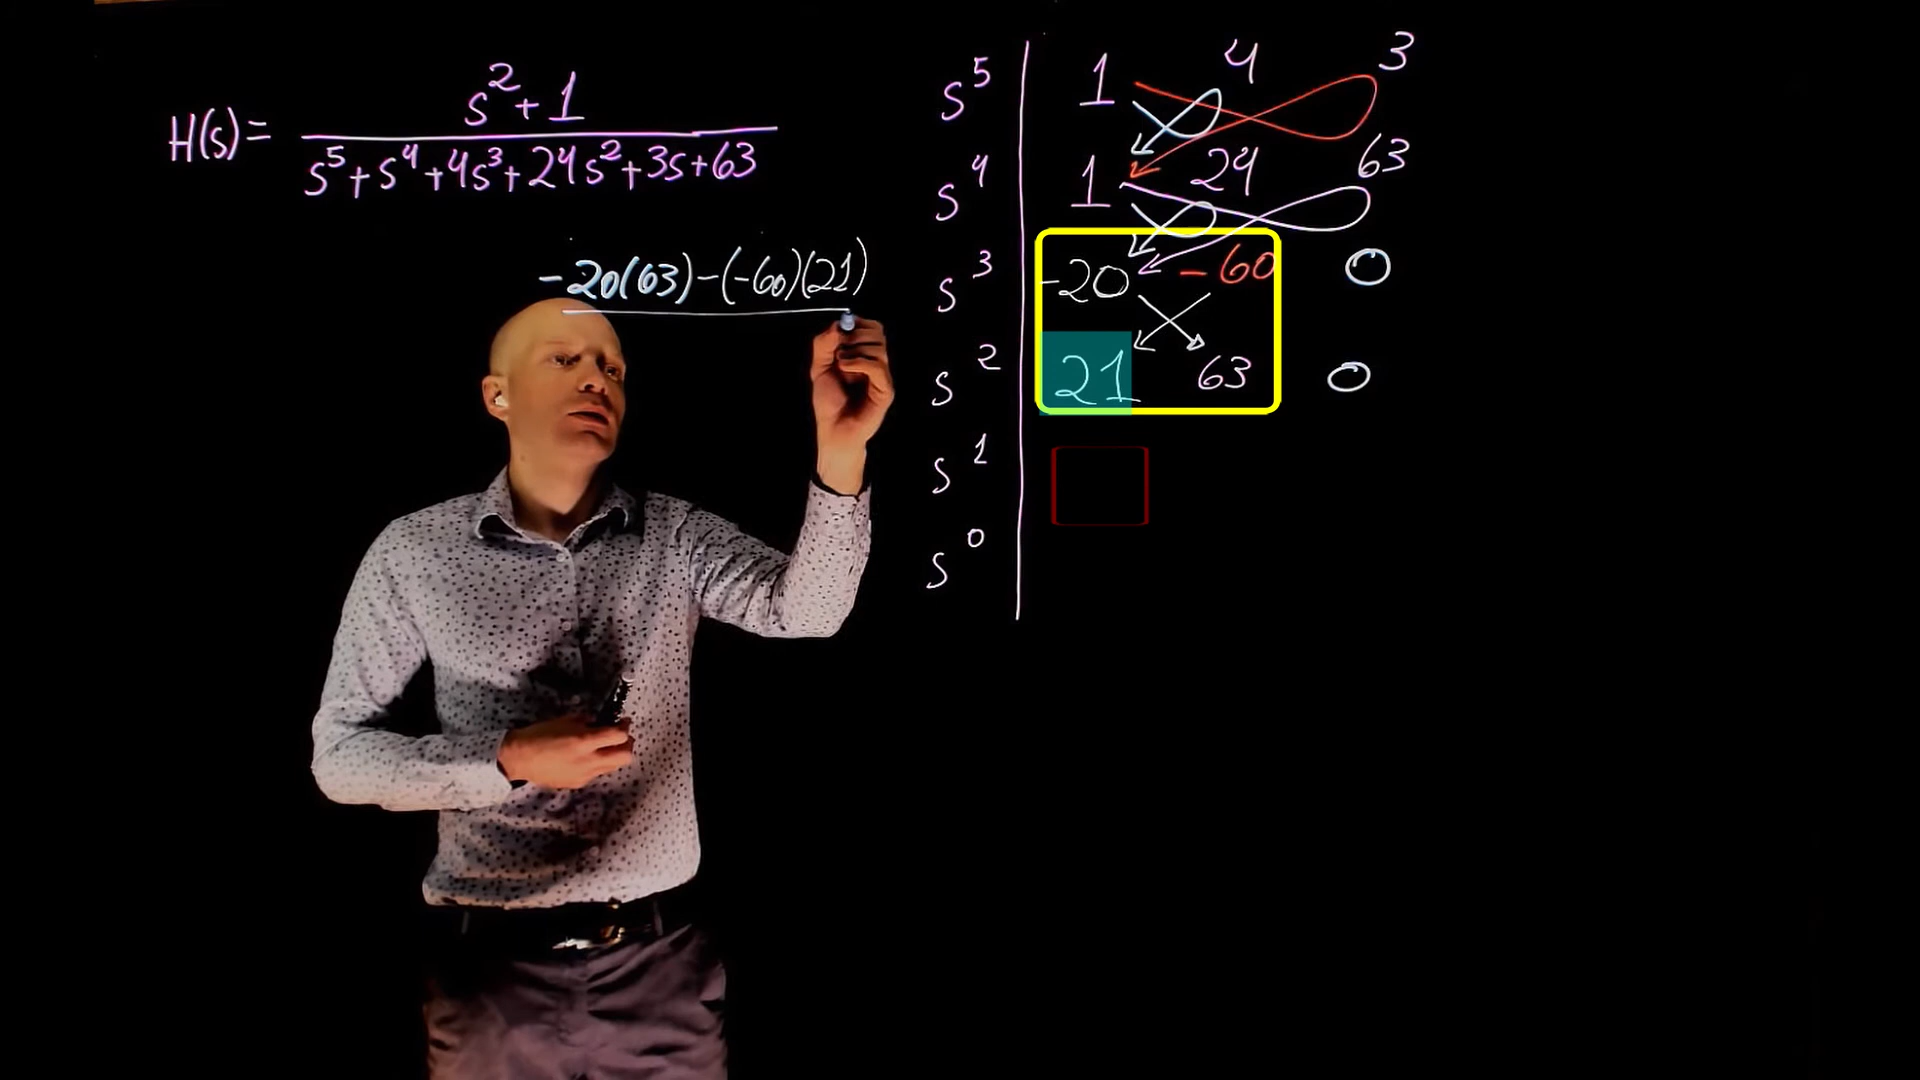 H(s)= s²+1 / s⁵+s⁴+4s³+24s²+3s+63
-20(63)-(-60)(21)
s⁵ 1 4 3
s⁴ 1 24 63
s³ -20 -60 0
s² 21 63 0
s¹
s⁰